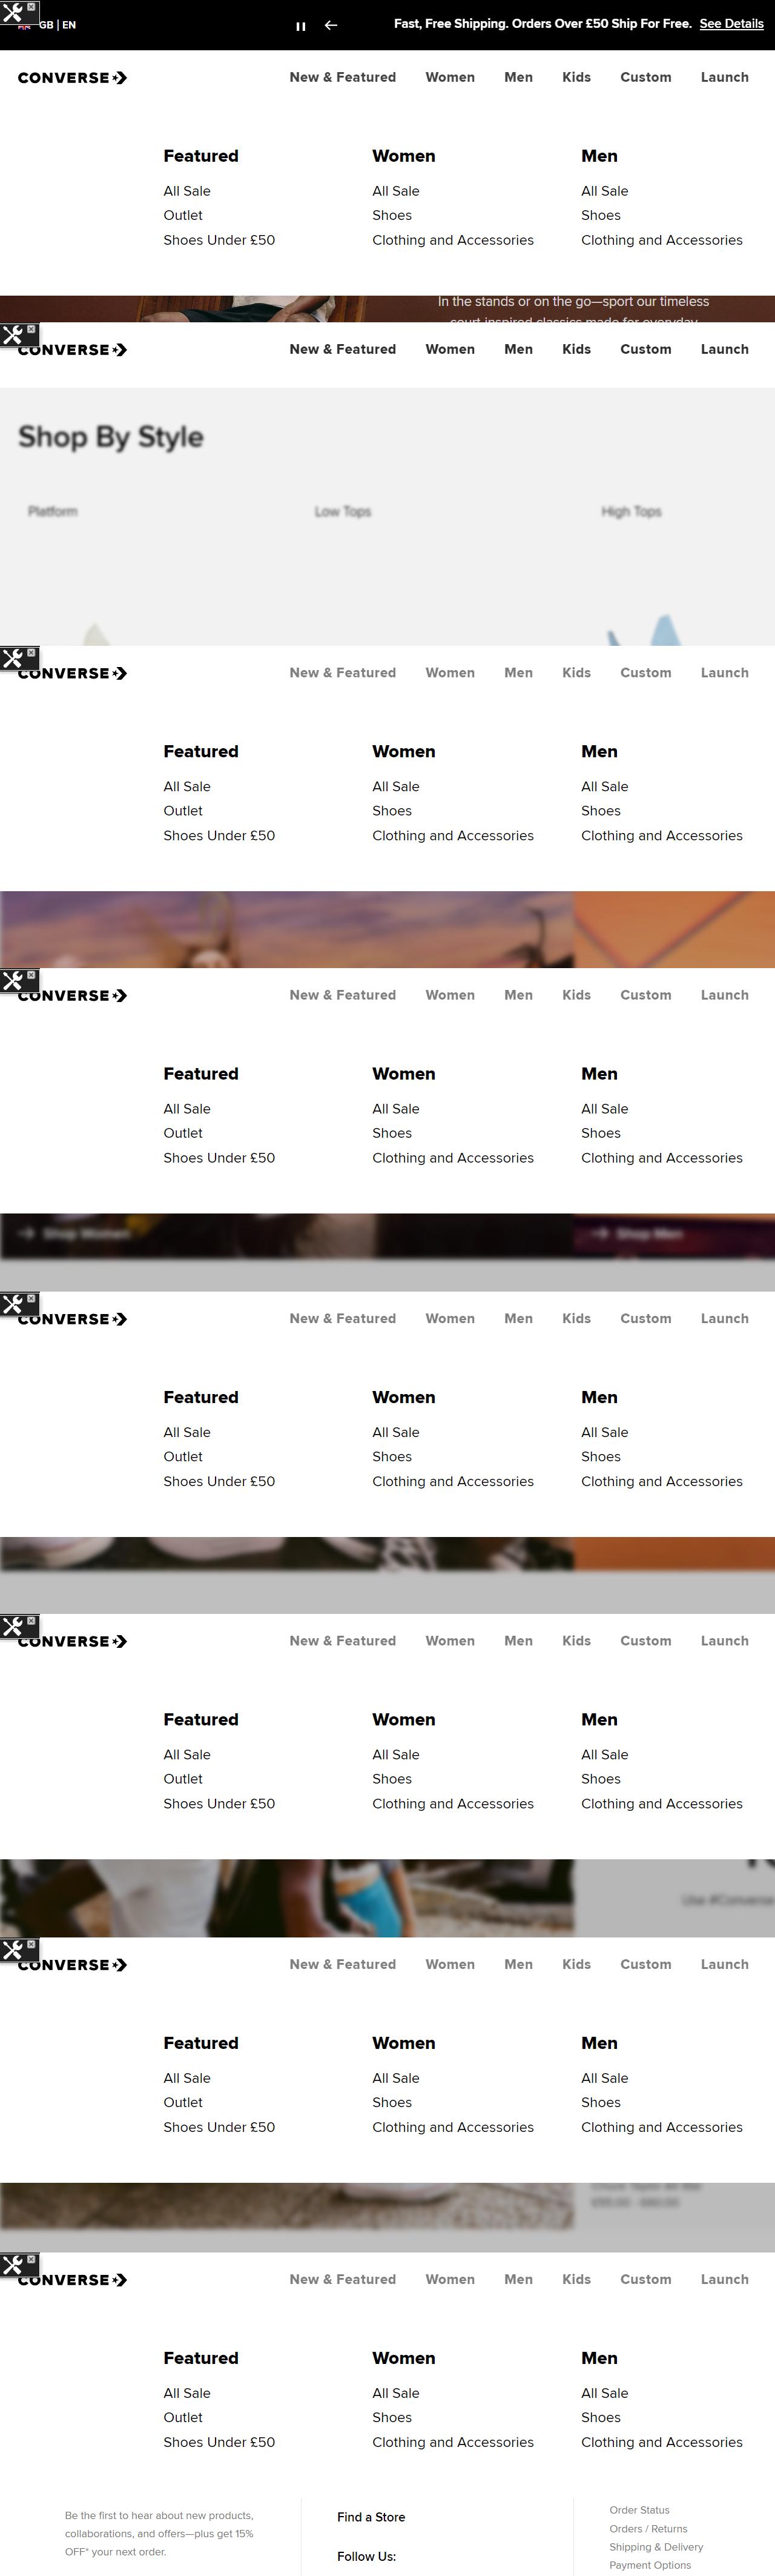 GB | EN
Fast, Free Shipping. Orders Over £50 Ship For Free. See Details
CONVERSE
New & Featured Women Men Kids Custom Launch
Featured Women Men
All Sale All Sale All Sale
Outlet Shoes Shoes
Shoes Under £50 Clothing and Accessories Clothing and Accessories
In the stands or on the go—sport our timeless
court-inspired classics made for everyday
CONVERSE
New & Featured Women Men Kids Custom Launch
Shop By Style
Platform Low Tops High Tops
CONVERSE
New & Featured Women Men Kids Custom Launch
Featured Women Men
All Sale All Sale All Sale
Outlet Shoes Shoes
Shoes Under £50 Clothing and Accessories Clothing and Accessories
CONVERSE
New & Featured Women Men Kids Custom Launch
Featured Women Men
All Sale All Sale All Sale
Outlet Shoes Shoes
Shoes Under £50 Clothing and Accessories Clothing and Accessories
Shop Women Shop Men
CONVERSE
New & Featured Women Men Kids Custom Launch
Featured Women Men
All Sale All Sale All Sale
Outlet Shoes Shoes
Shoes Under £50 Clothing and Accessories Clothing and Accessories
CONVERSE
New & Featured Women Men Kids Custom Launch
Featured Women Men
All Sale All Sale All Sale
Outlet Shoes Shoes
Shoes Under £50 Clothing and Accessories Clothing and Accessories
Use #Converse
CONVERSE
New & Featured Women Men Kids Custom Launch
Featured Women Men
All Sale All Sale All Sale
Outlet Shoes Shoes
Shoes Under £50 Clothing and Accessories Clothing and Accessories
CONVERSE
New & Featured Women Men Kids Custom Launch
Featured Women Men
All Sale All Sale All Sale
Outlet Shoes Shoes
Shoes Under £50 Clothing and Accessories Clothing and Accessories
Be the first to hear about new products,
collaborations, and offers—plus get 15%
OFF* your next order.
Find a Store
Follow Us:
Order Status
Orders / Returns
Shipping & Delivery
Payment Options